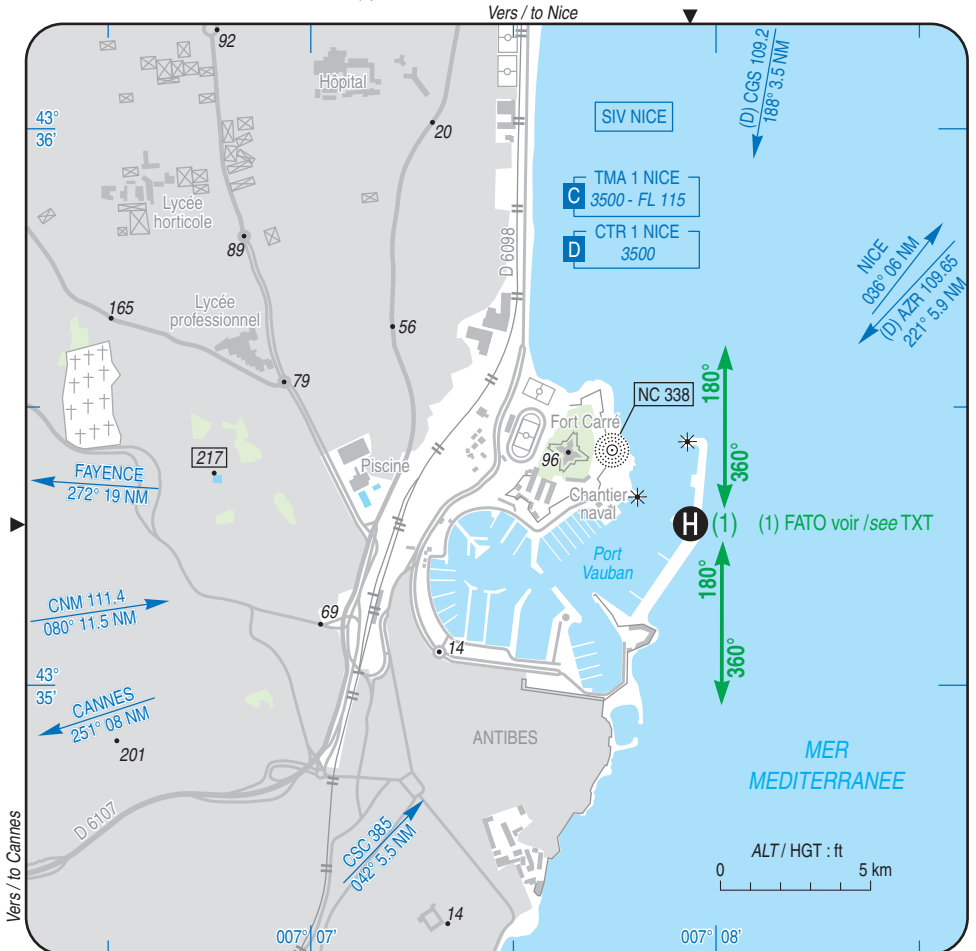 Vers / to Nice
92
Hôpital
43°
36'
20
SIV NICE
(D) CGS 109.2
188° 3.5 NM
C
TMA 1 NICE
3500 - FL 115
D
CTR 1 NICE
3500
Lycée
horticole
89
D 6098
NICE
036° 06 NM
(D) AZR 109.65
221° 5.9 NM
165
Lycée
professionnel
56
79
180°
360°
NC 338
Fort Carré
96
217
Piscine
FAYENCE
272° 19 NM
Chantier
naval
H
(1)
(1) FATO voir / see TXT
Port
Vauban
180°
360°
CNM 111.4
080° 11.5 NM
69
14
43°
35'
CANNES
251° 08 NM
201
ANTIBES
MER
MEDITERRANEE
D 6107
CSC 385
042° 5.5 NM
ALT / HGT : ft
0
5 km
14
Vers / to Cannes
007° 07'
007° 08'